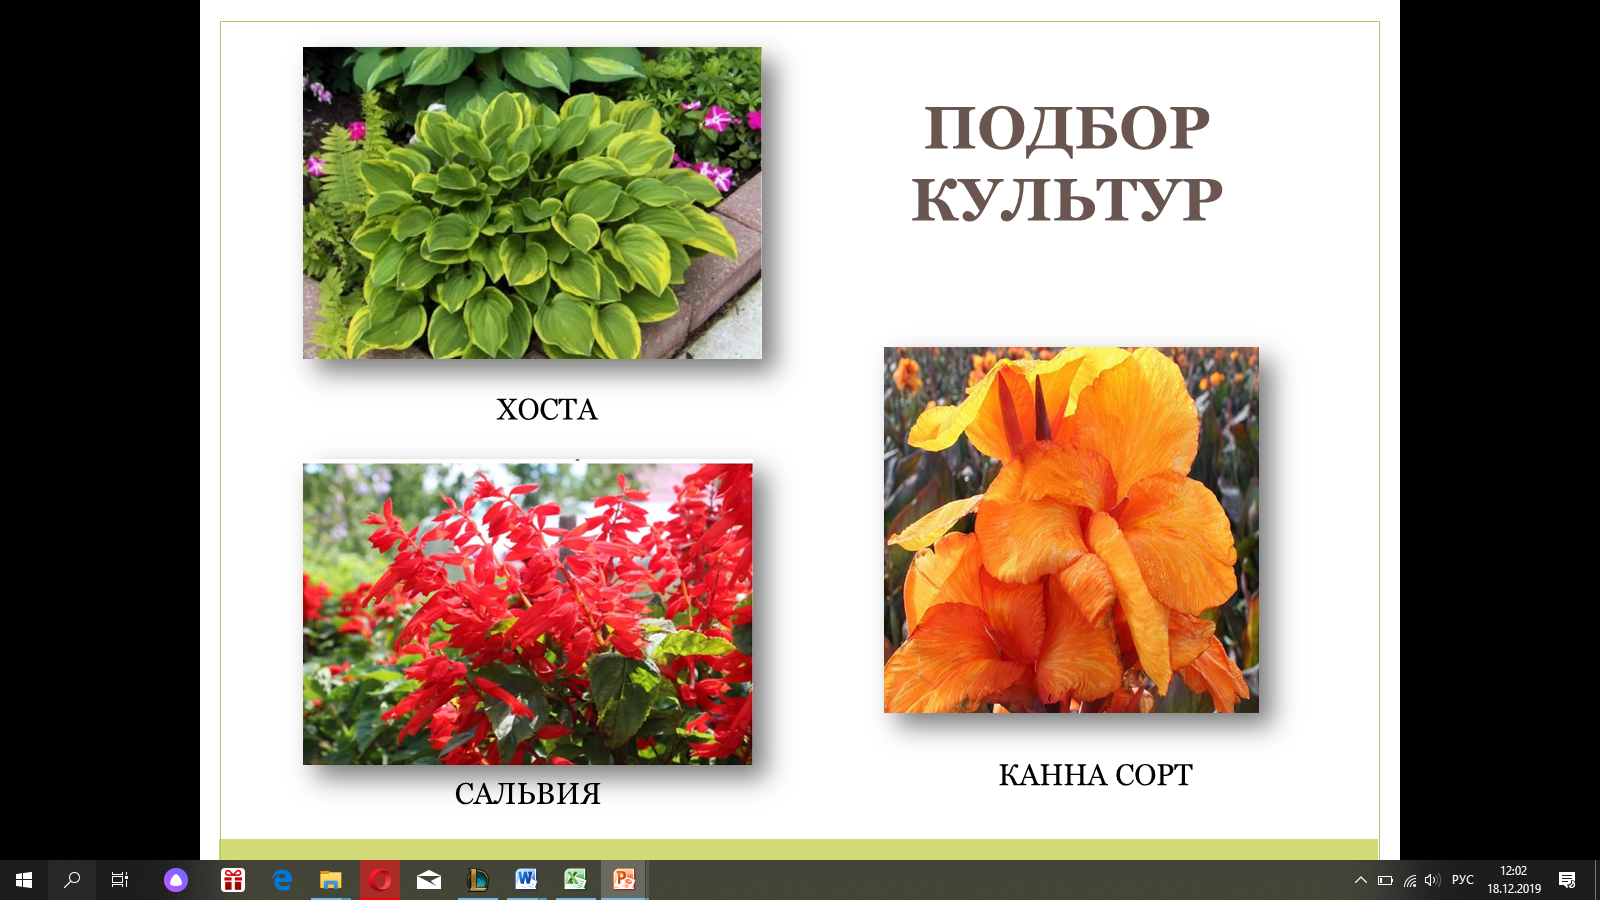 ПОДБОР
КУЛЬТУР
ХОСТА
САЛЬВИЯ
КАННА СОРТ
РУС
12:02
18.12.2019